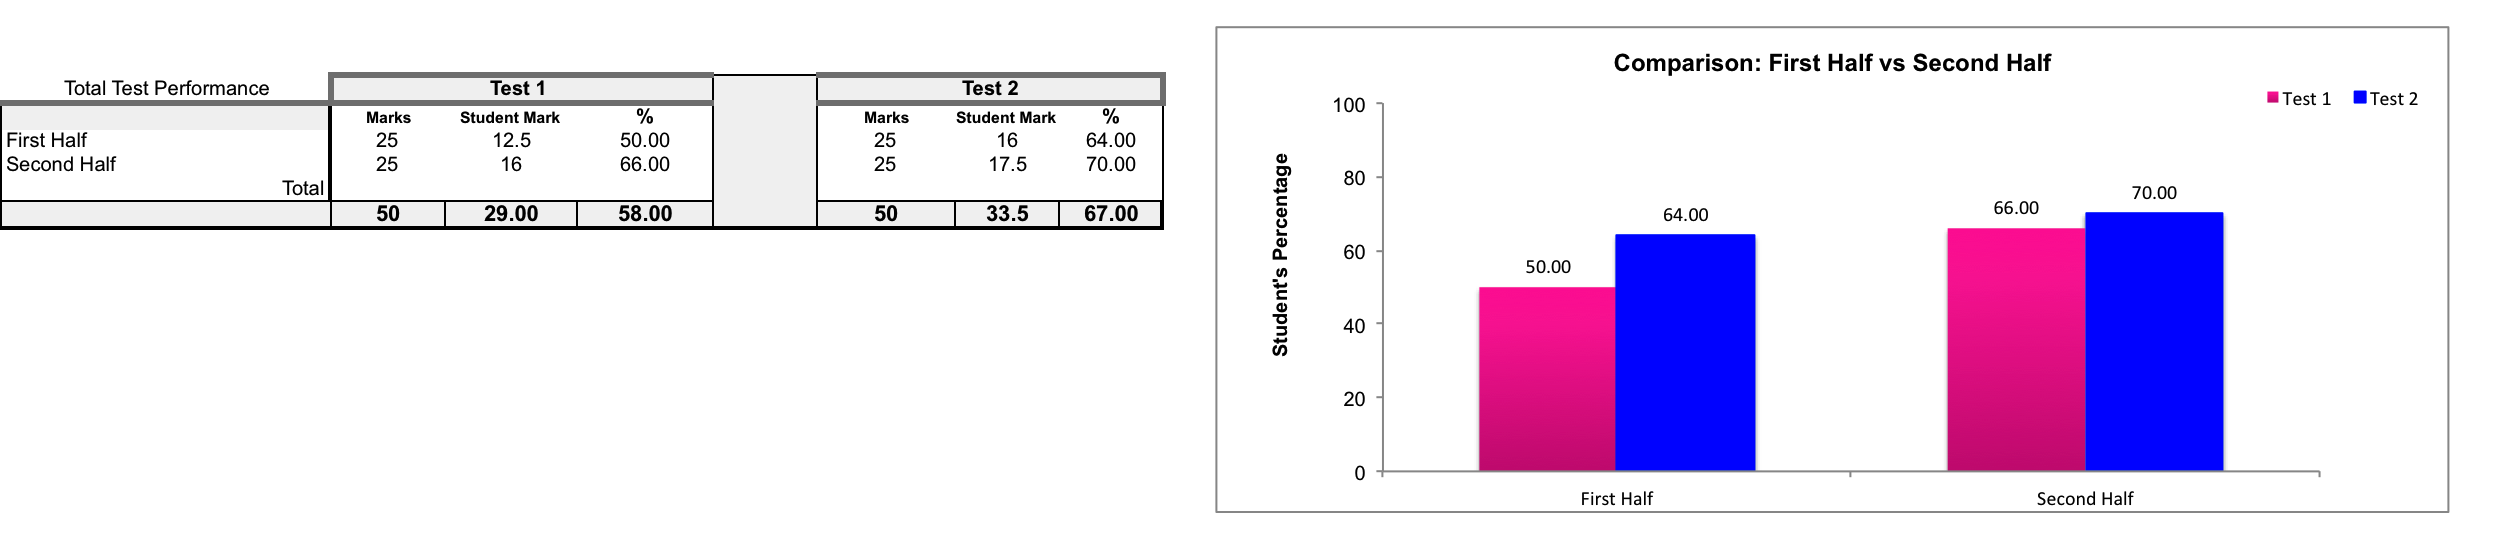 Total Test Performance Test 1 Test 2
Marks Student Mark % Marks Student Mark %
First Half 25 12.5 50.00 25 16 64.00
Second Half 25 16 66.00 25 17.5 70.00
Total
50 29.00 58.00 50 33.5 67.00
Comparison: First Half vs Second Half
Test 1 Test 2
Student's Percentage
100
80
60
40
20
0
50.00 64.00 66.00 70.00
First Half Second Half